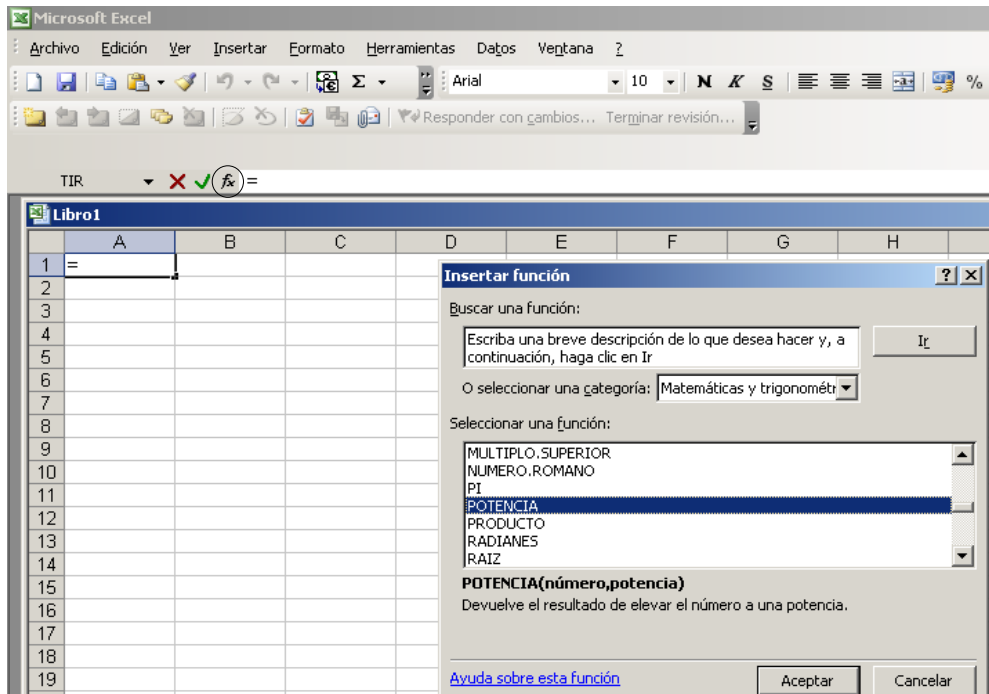 Microsoft Excel
Archivo Edición Ver Insertar Formato Herramientas Datos Ventana ?
Σ Arial 10 N K S %
Responder con cambios... Terminar revisión...
TIR fx =
Libro1
A B C D E F G H
1 =
2
3
4
5
6
7
8
9
10
11
12
13
14
15
16
17
18
19
Insertar función ? X
Buscar una función:
Escriba una breve descripción de lo que desea hacer y, a
continuación, haga clic en Ir
Ir
O seleccionar una categoría: Matemáticas y trigonométr
Seleccionar una función:
MULTIPLO.SUPERIOR
NUMERO.ROMANO
PI
POTENCIA
PRODUCTO
RADIANES
RAIZ
POTENCIA(número,potencia)
Devuelve el resultado de elevar el número a una potencia.
Ayuda sobre esta función
Aceptar Cancelar